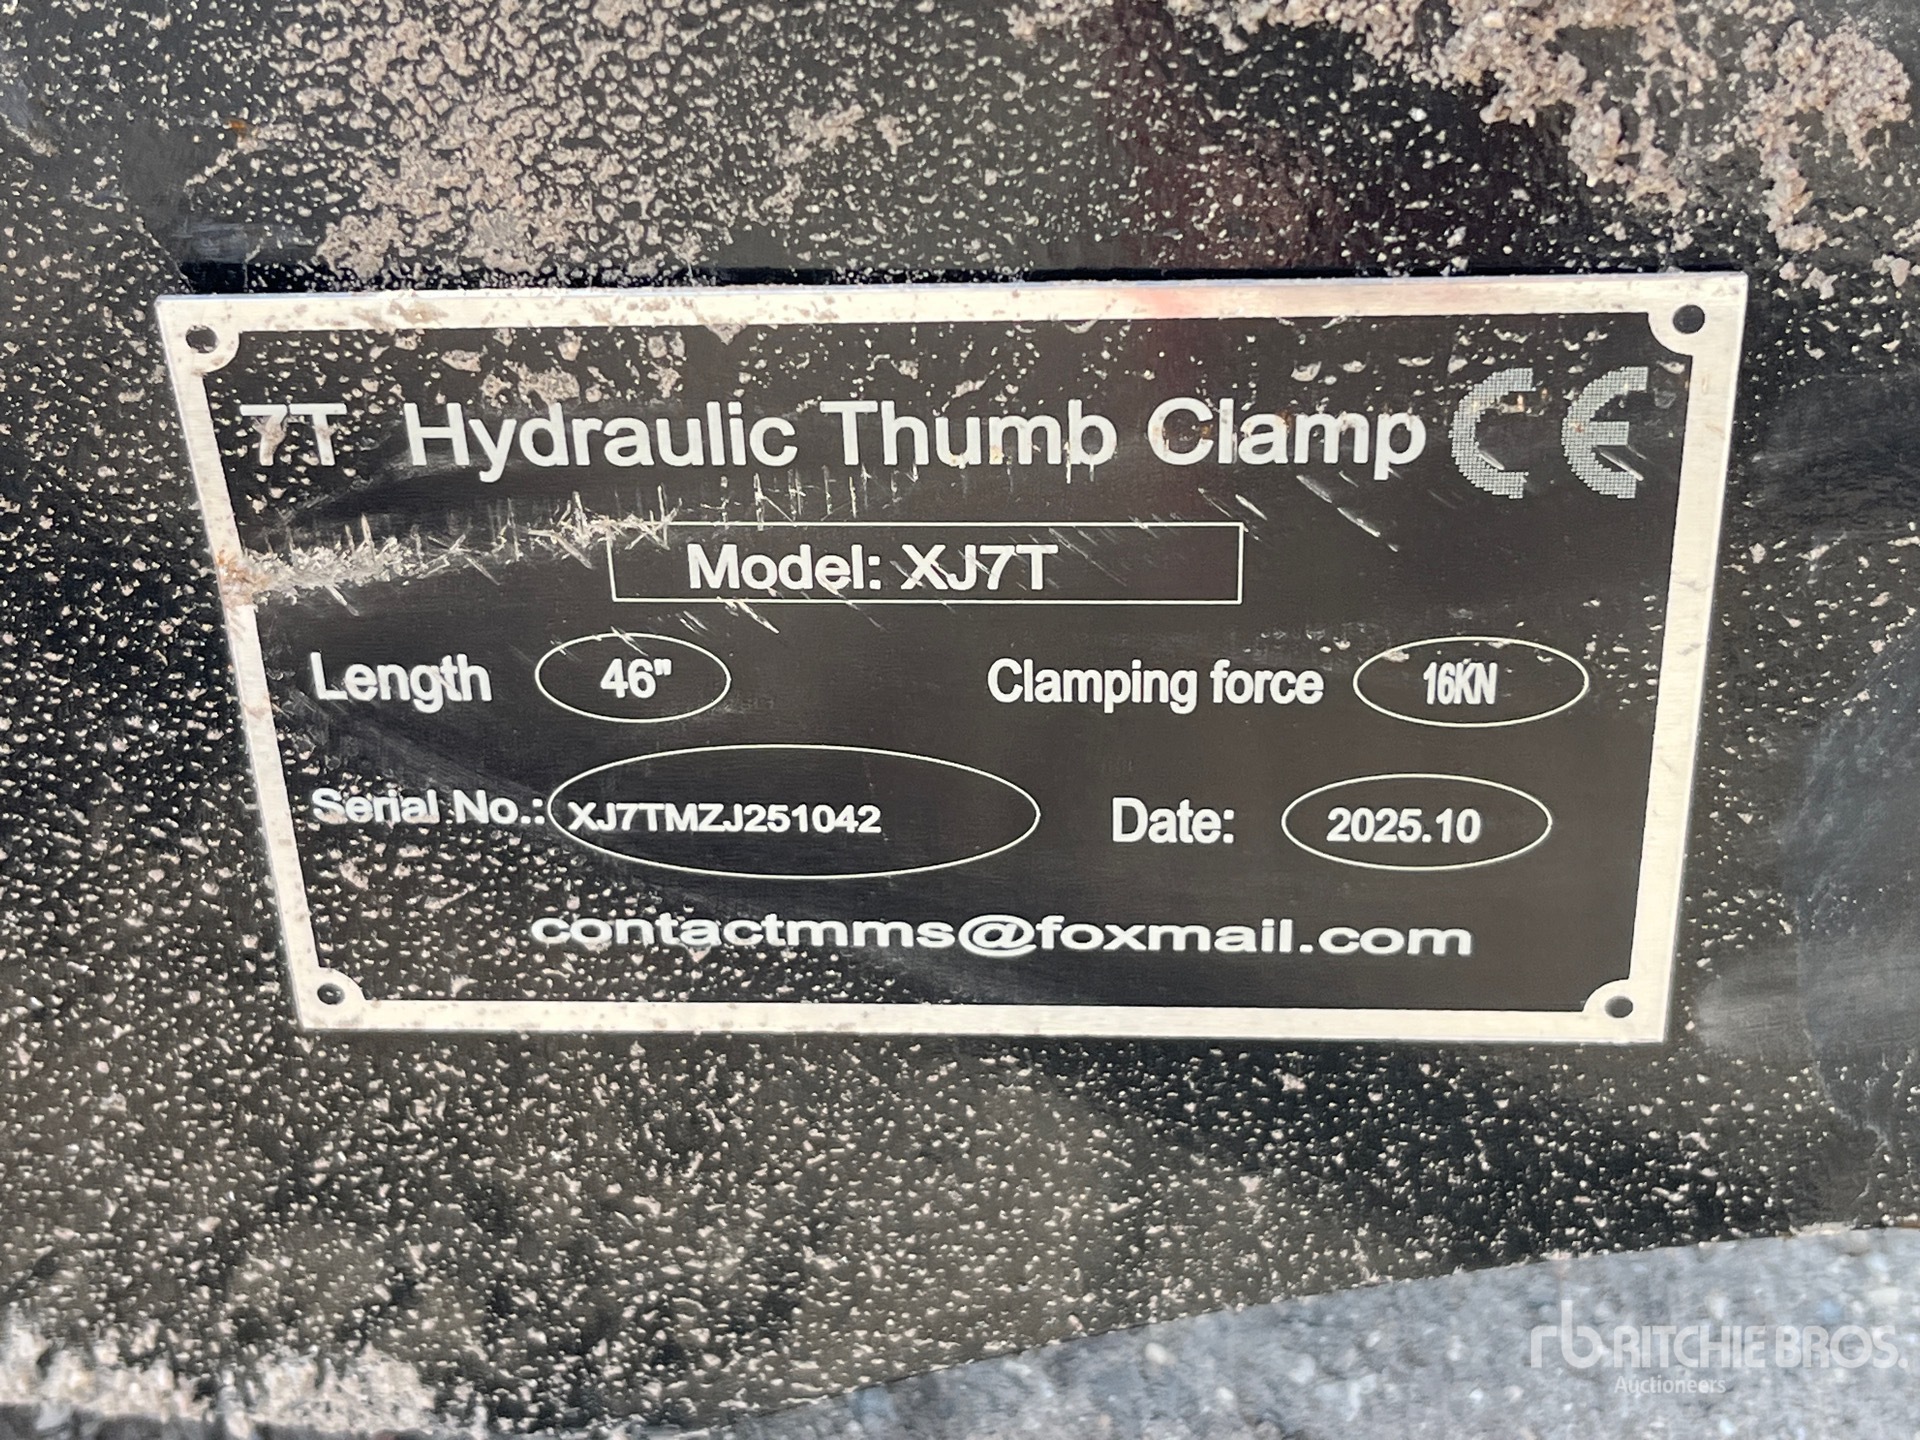 7T Hydraulic Thumb Clamp CE
Model: XJ7T
Length 46" Clamping force 16KN
Serial No.: XJ7TMZJ251042 Date: 2025.10
contactmms@foxmail.com
rb RITCHIE BROS.
Auctioneers